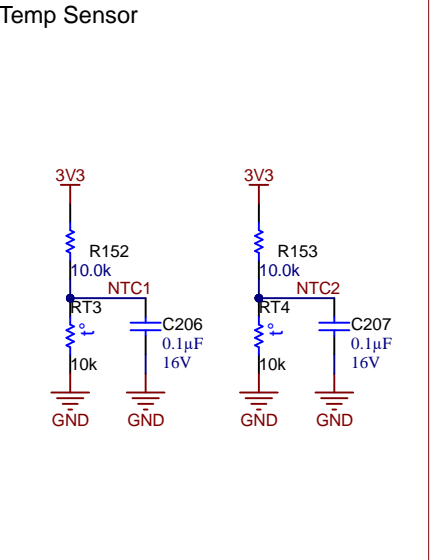 Temp Sensor
3V3
3V3
R152
10.0k
NTC1
RT3
t°
10k
C206
0.1µF
16V
GND
GND
R153
10.0k
NTC2
RT4
t°
10k
C207
0.1µF
16V
GND
GND